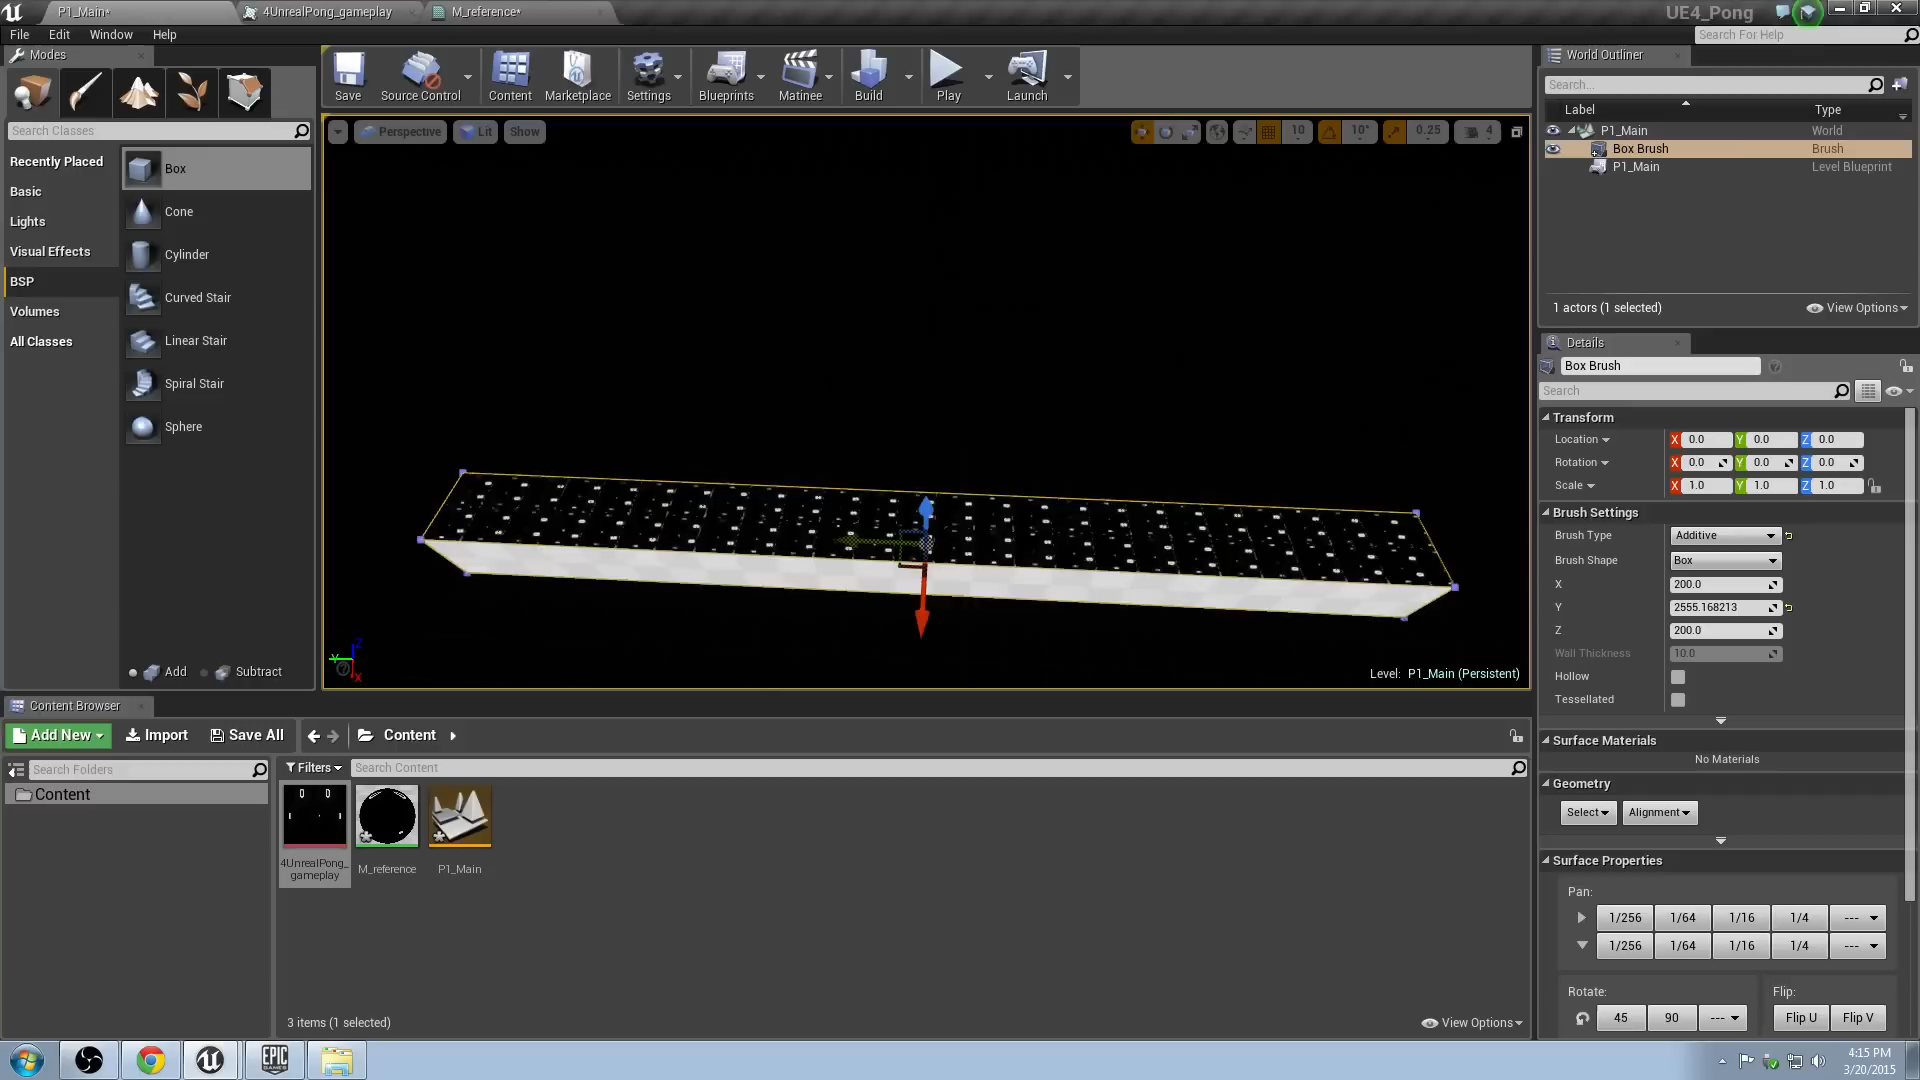 P1_Main*
4UnrealPong_gameplay
M_reference*
UE4_Pong
File
Edit
Window
Help
Search For Help
Modes
Save
Source Control
Content
Marketplace
Settings
Blueprints
Matinee
Build
Play
Launch
World Outliner
Search...
Label
Type
Search Classes
Perspective
Lit
Show
10
10°
0.25
4
P1_Main
World
Box Brush
Brush
P1_Main
Level Blueprint
Recently Placed
Basic
Lights
Visual Effects
BSP
Volumes
All Classes
Box
Cone
Cylinder
Curved Stair
Linear Stair
Spiral Stair
Sphere
Add
Subtract
1 actors (1 selected)
View Options
Details
Box Brush
Search
Transform
Location
X
0.0
Y
0.0
Z
0.0
Rotation
X
0.0
Y
0.0
Z
0.0
Scale
X
1.0
Y
1.0
Z
1.0
Brush Settings
Brush Type
Additive
Brush Shape
Box
X
200.0
Y
2555.168213
Z
200.0
Wall Thickness
10.0
Hollow
Tessellated
Z
Y
X
Level: P1_Main (Persistent)
Content Browser
Add New
Import
Save All
Content
Search Folders
Filters
Search Content
Content
4UnrealPong_
gameplay
M_reference
P1_Main
3 items (1 selected)
View Options
Surface Materials
No Materials
Geometry
Select
Alignment
Surface Properties
Pan:
1/256
1/64
1/16
1/4
---
1/256
1/64
1/16
1/4
---
Rotate:
Flip:
45
90
---
Flip U
Flip V
EPIC
GAMES
4:15 PM
3/20/2015